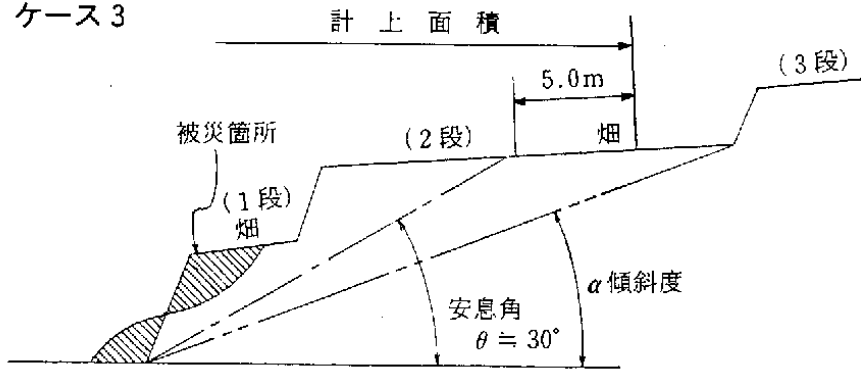 ケース3
計上面積
(3段)
5.0m
被災箇所
(2段)
畑
(1段)
畑
α傾斜度
安息角
θ≒30°